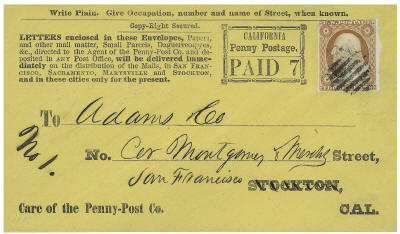 Write Plain. Give Occupation, number and name of Street, when known.
Copy-Right Secured.
LETTERS enclosed in these Envelopes, Papers,
and other mail matter, Small Parcels, Daguerreotypes,
&c., directed to the Agent of the Penny-Post Co. and de-
posited in ANY Post Office, will be delivered imme-
diately on the distribution of the Mails, in SAN FRAN-
CISCO, SACRAMENTO, MARYSVILLE and STOCKTON,
and in these cities only for the present.
CALIFORNIA
Penny Postage.
PAID 7
To Adams & Co
No 1.
No. Cor Montgomery & Street,
San Francisco STOCKTON,
Care of the Penny-Post Co. CAL.